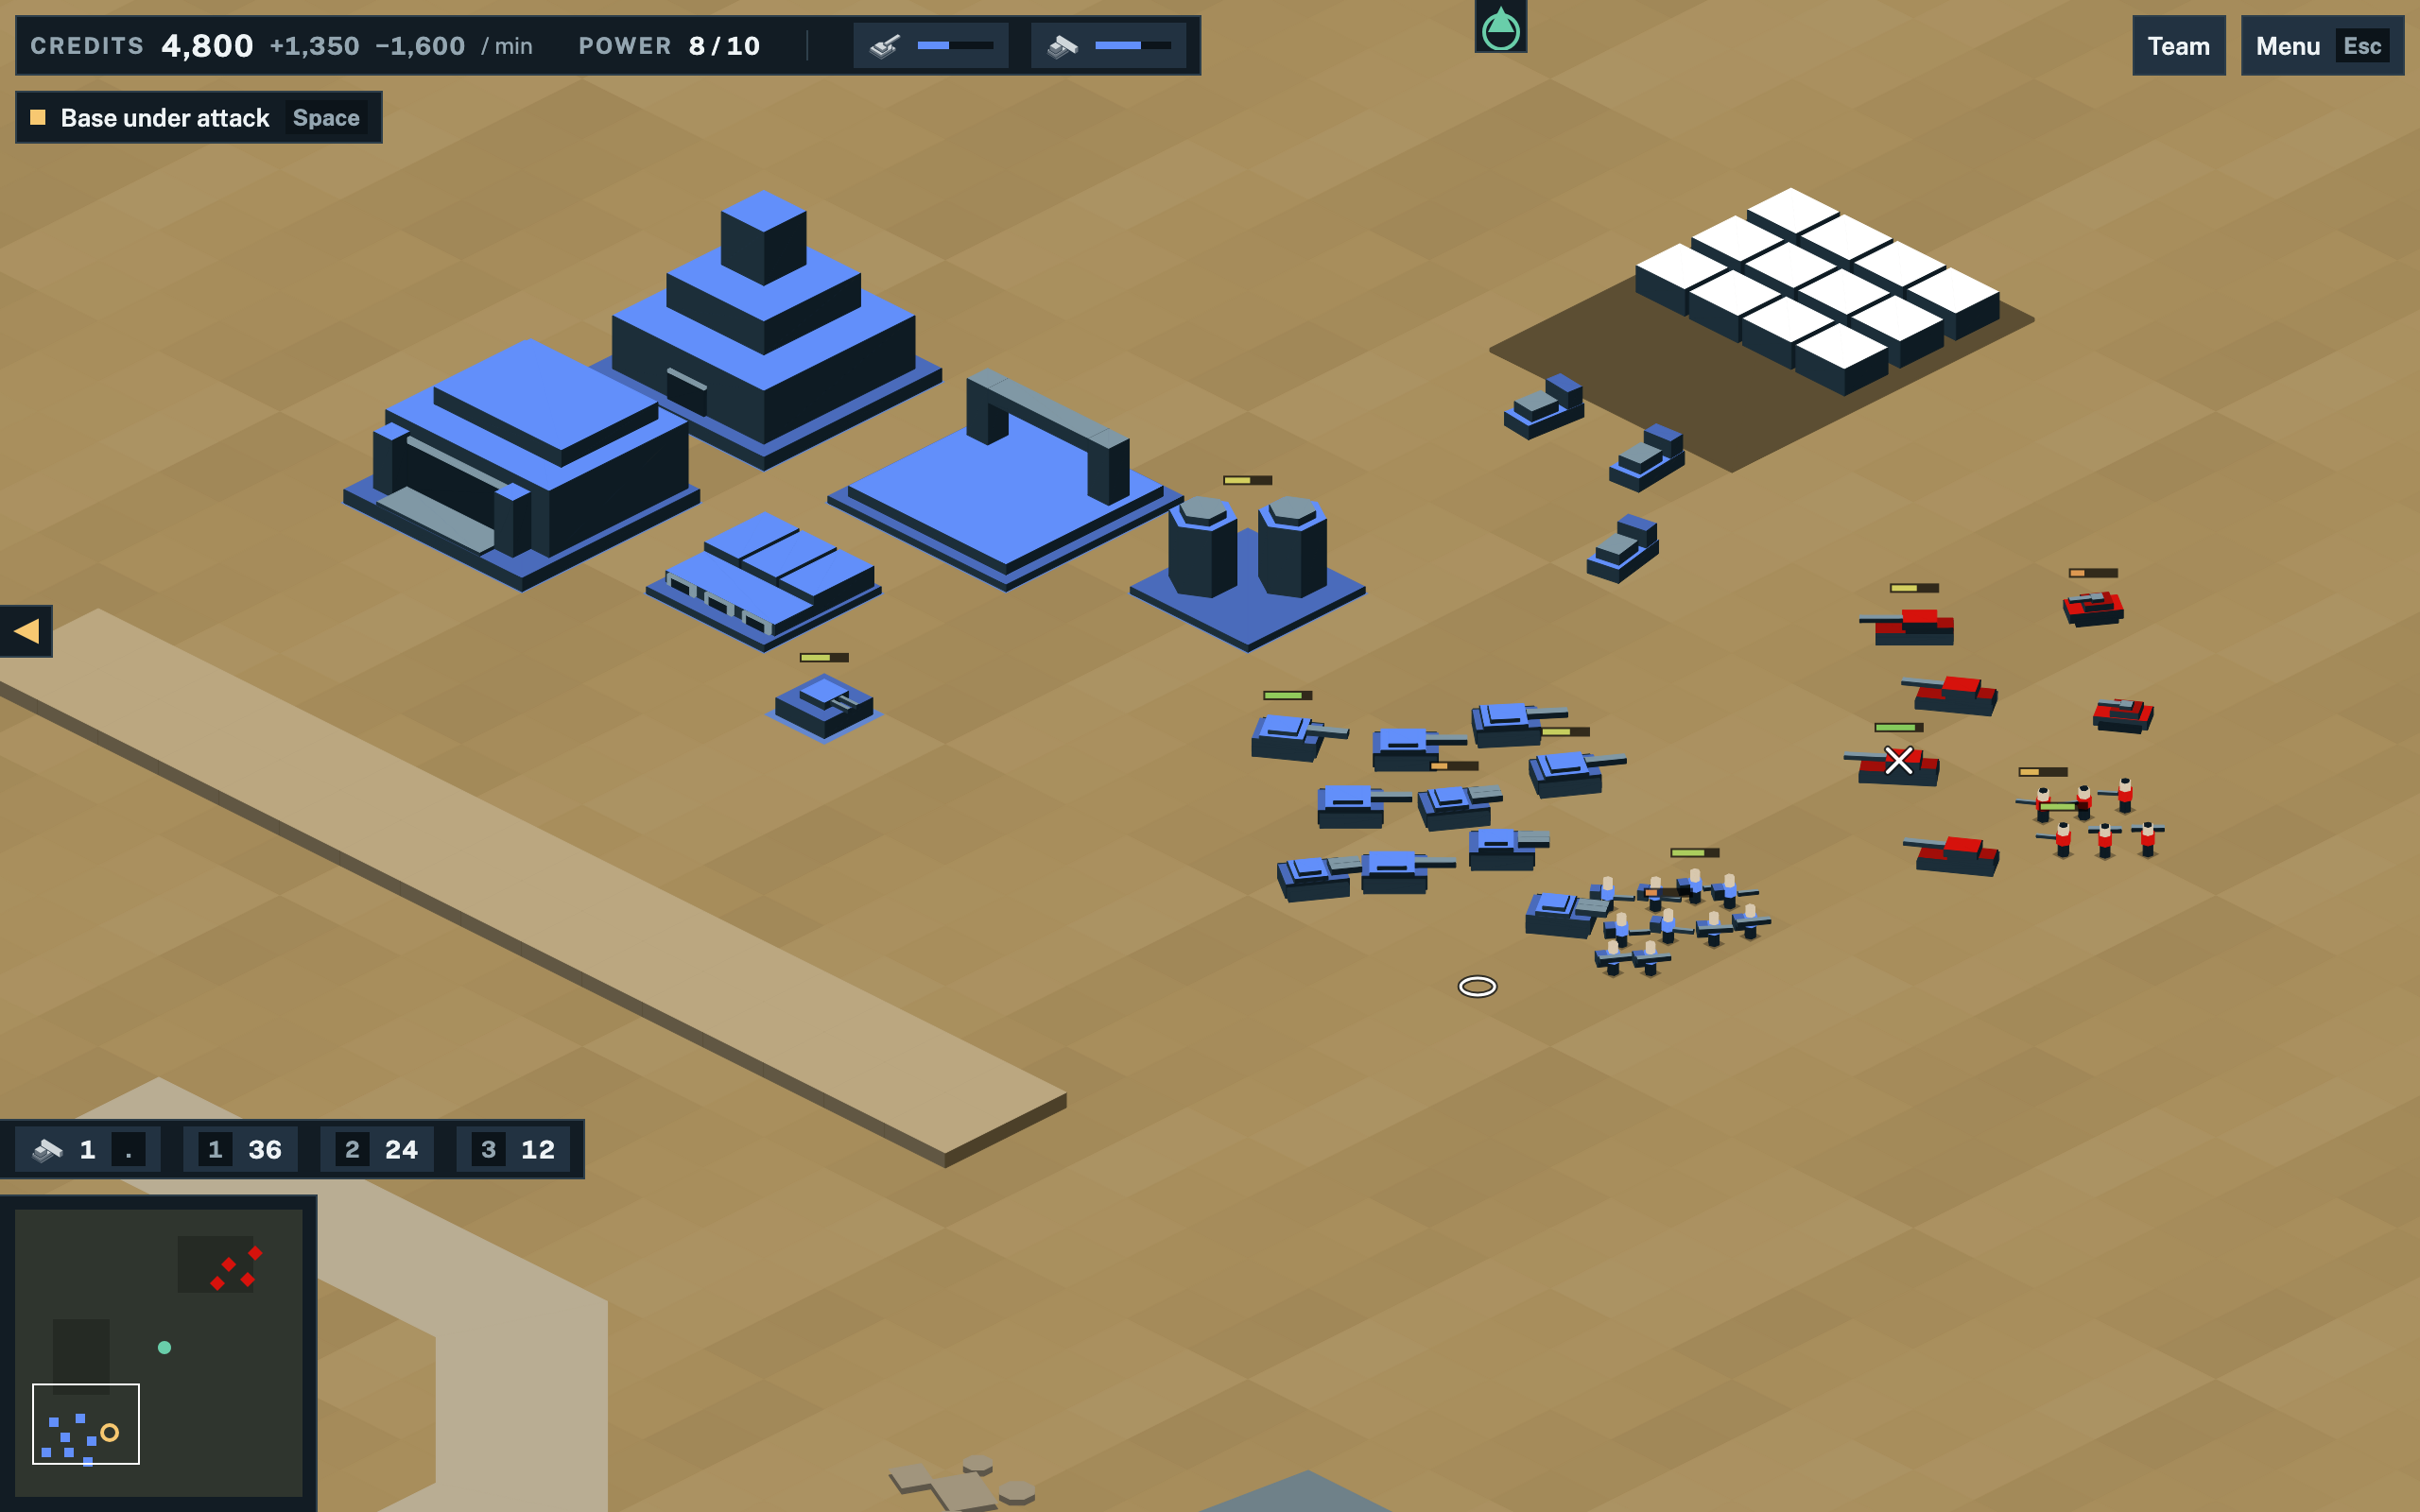 CREDITS 4,800 +1,350 −1,600 / min POWER 8 / 10
Team
Menu Esc
Base under attack Space
1 . 1 36 2 24 3 12